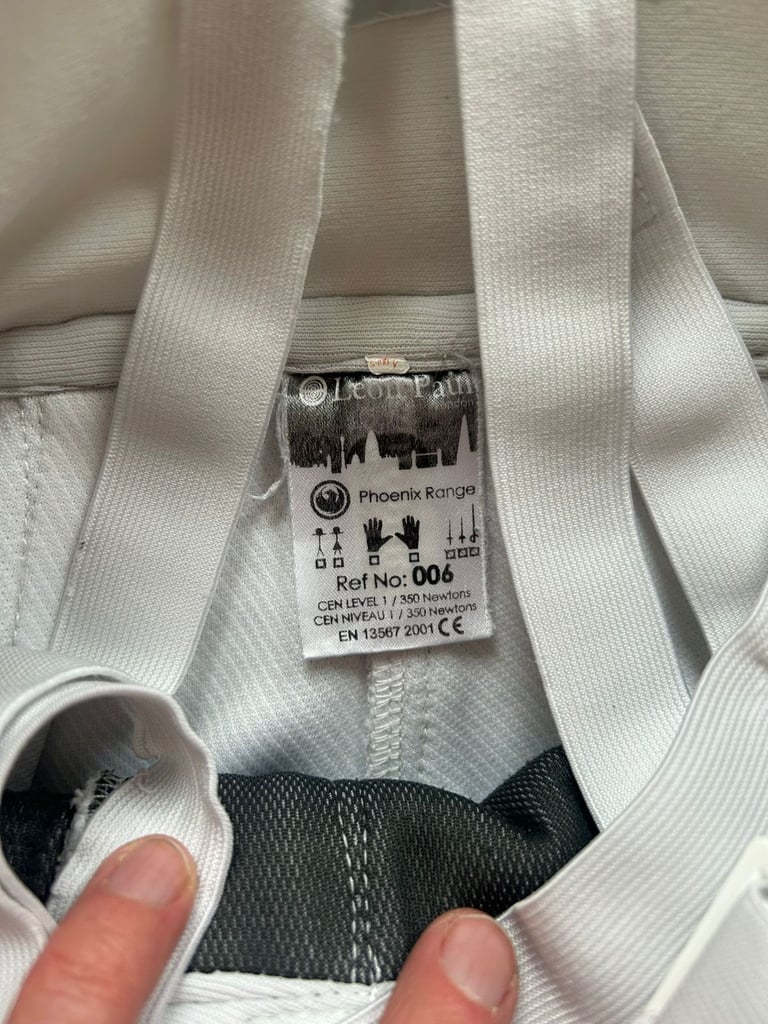 Leon Paul
Phoenix Range
Ref No: 006
CEN LEVEL 1 / 350 Newtons
CEN NIVEAU 1 / 350 Newtons
EN 13567 2001 CE